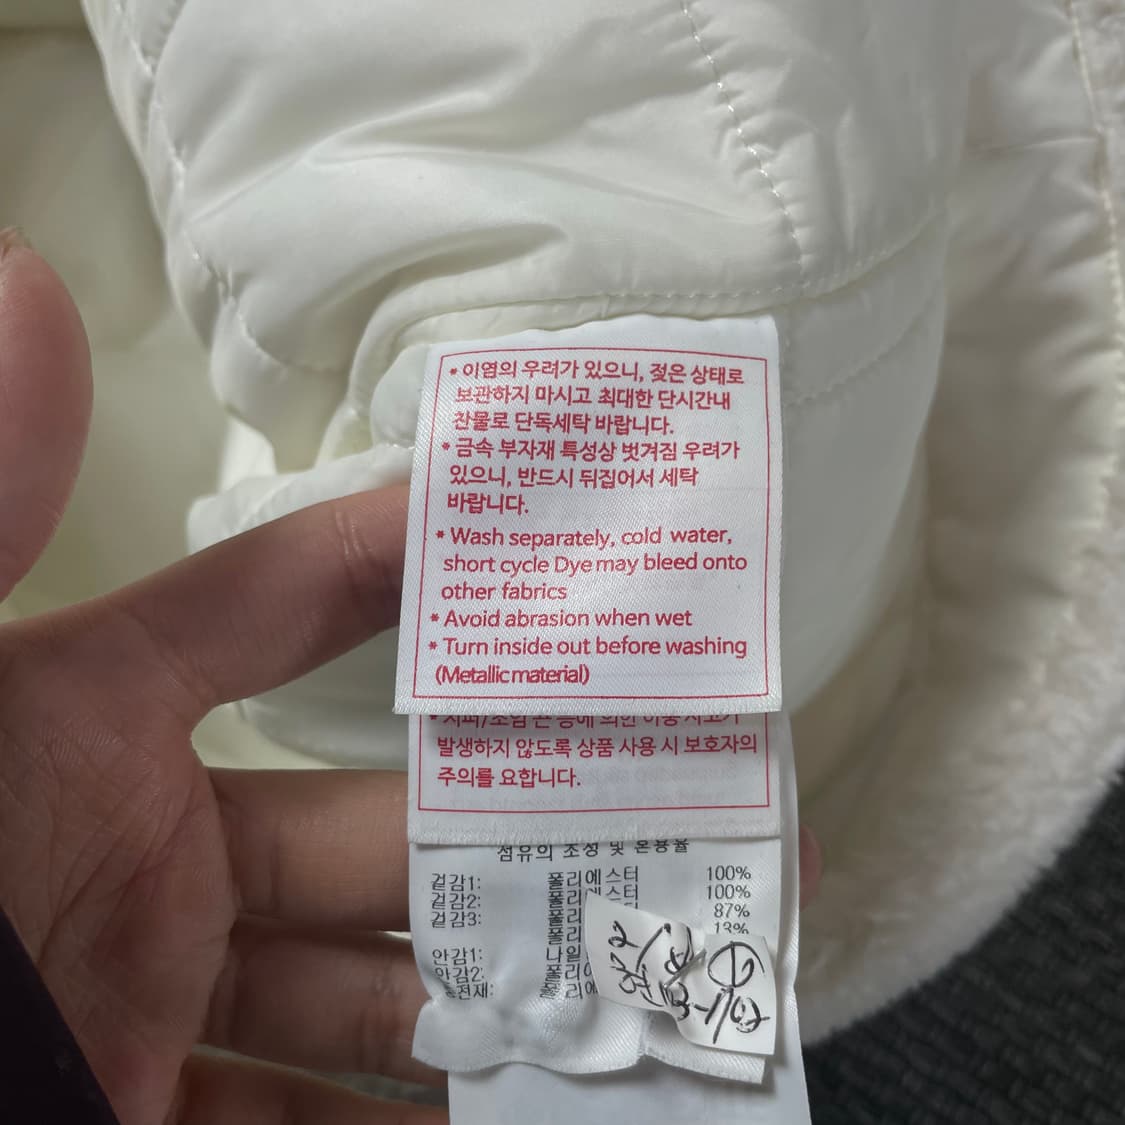 * 이염의 우려가 있으니, 젖은 상태로
보관하지 마시고 최대한 단시간내
찬물로 단독세탁 바랍니다.
* 금속 부자재 특성상 벗겨짐 우려가
있으니, 반드시 뒤집어서 세탁
바랍니다.
* Wash separately, cold water,
short cycle Dye may bleed onto
other fabrics
* Avoid abrasion when wet
* Turn inside out before washing
(Metallic material)
발생하지 않도록 상품 사용 시 보호자의
주의를 요합니다.
섬유의 조성 및 혼용율
겉감1: 폴리에스터 100%
겉감2: 폴리에스터 100%
겉감3: 87%
13%
안감1:
안감2: